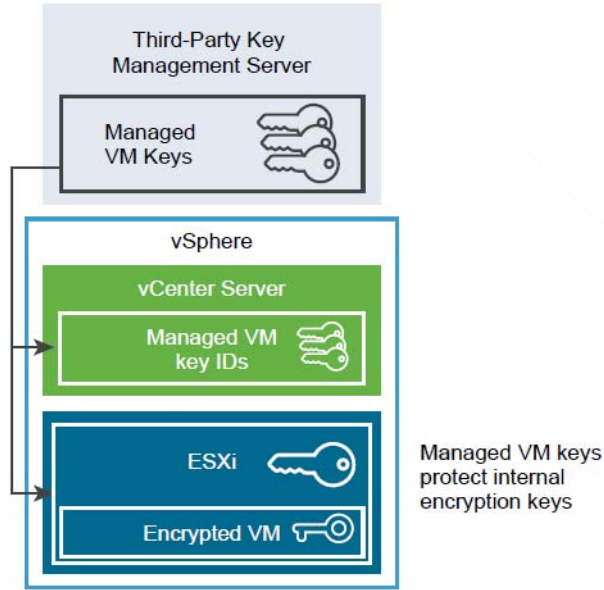 Third-Party Key
Management Server
Managed
VM Keys
vSphere
vCenter Server
Managed VM
key IDs
ESXi
Encrypted VM
Managed VM keys
protect internal
encryption keys